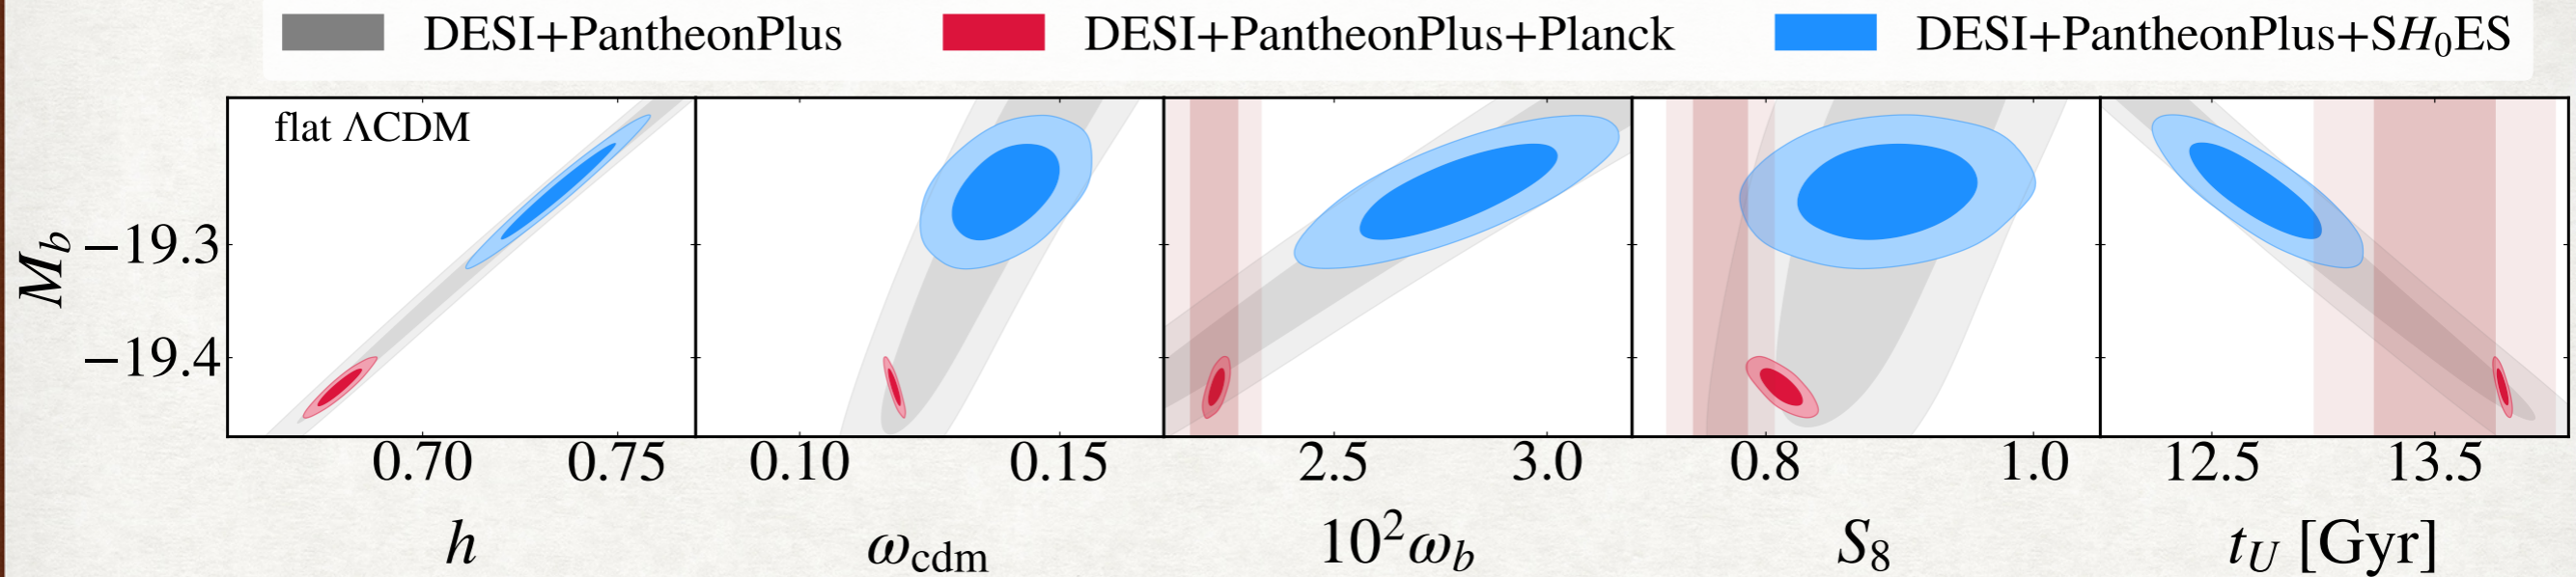 DESI+PantheonPlus DESI+PantheonPlus+Planck DESI+PantheonPlus+SH₀ES
flat ΛCDM
M_b
−19.3
−19.4
0.70 0.75 0.10 0.15 2.5 3.0 0.8 1.0 12.5 13.5
h ω_cdm 10²ω_b S₈ t_U [Gyr]